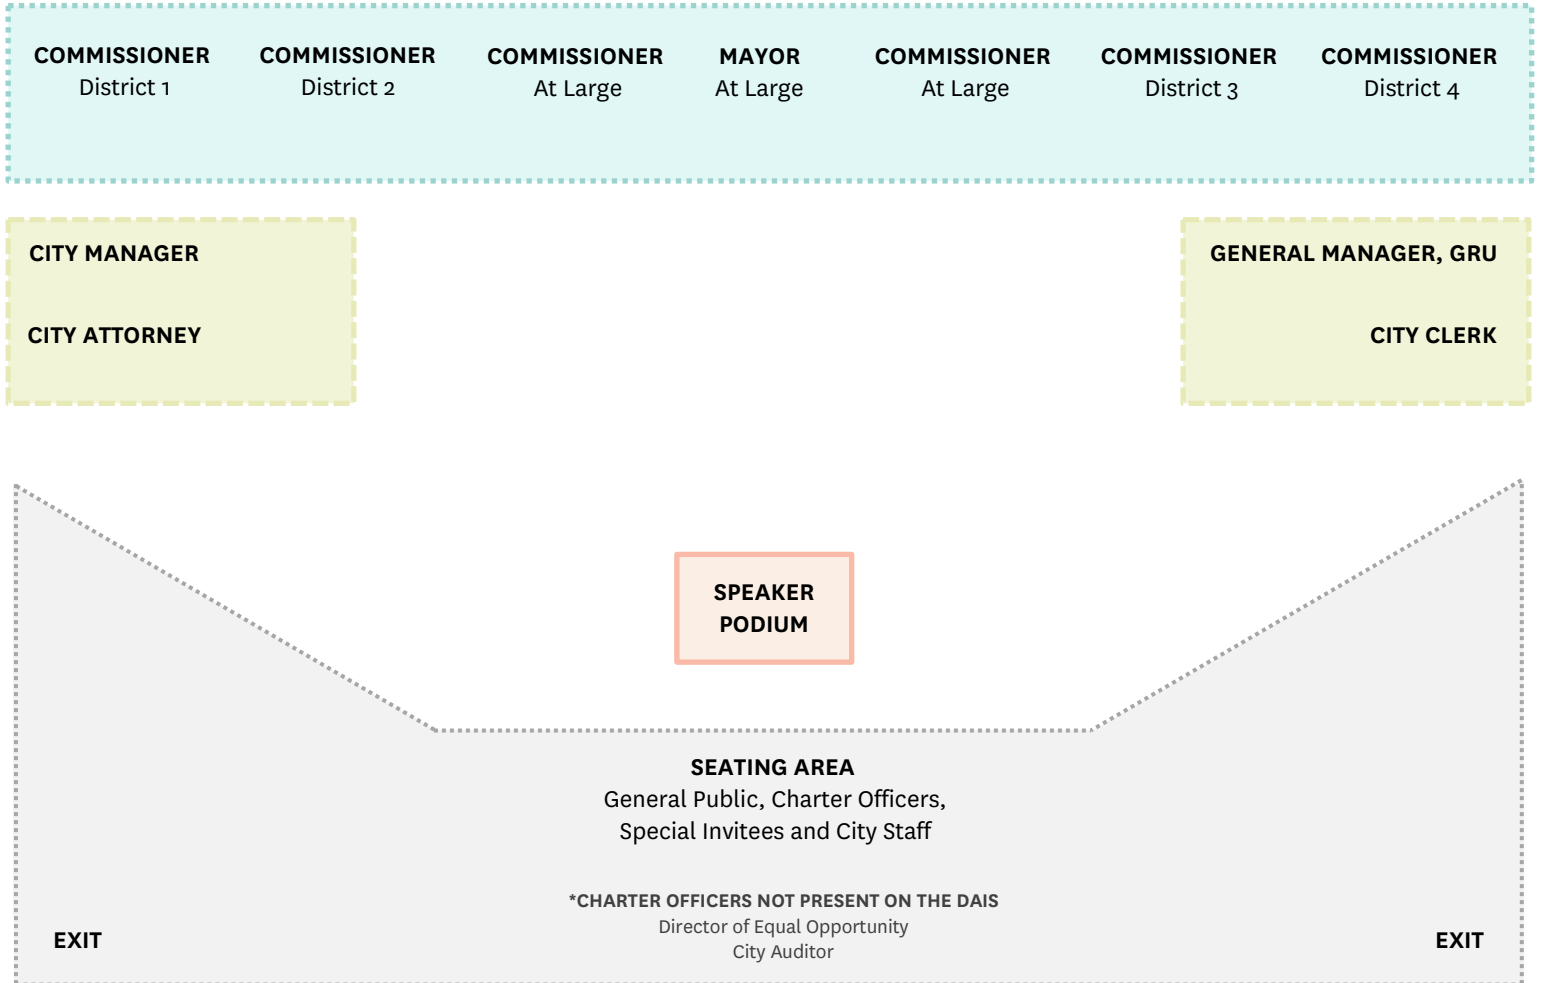 COMMISSIONER
District 1
COMMISSIONER
District 2
COMMISSIONER
At Large
MAYOR
At Large
COMMISSIONER
At Large
COMMISSIONER
District 3
COMMISSIONER
District 4
CITY MANAGER
CITY ATTORNEY
GENERAL MANAGER, GRU
CITY CLERK
SPEAKER
PODIUM
SEATING AREA
General Public, Charter Officers,
Special Invitees and City Staff
*CHARTER OFFICERS NOT PRESENT ON THE DAIS
Director of Equal Opportunity
City Auditor
EXIT
EXIT